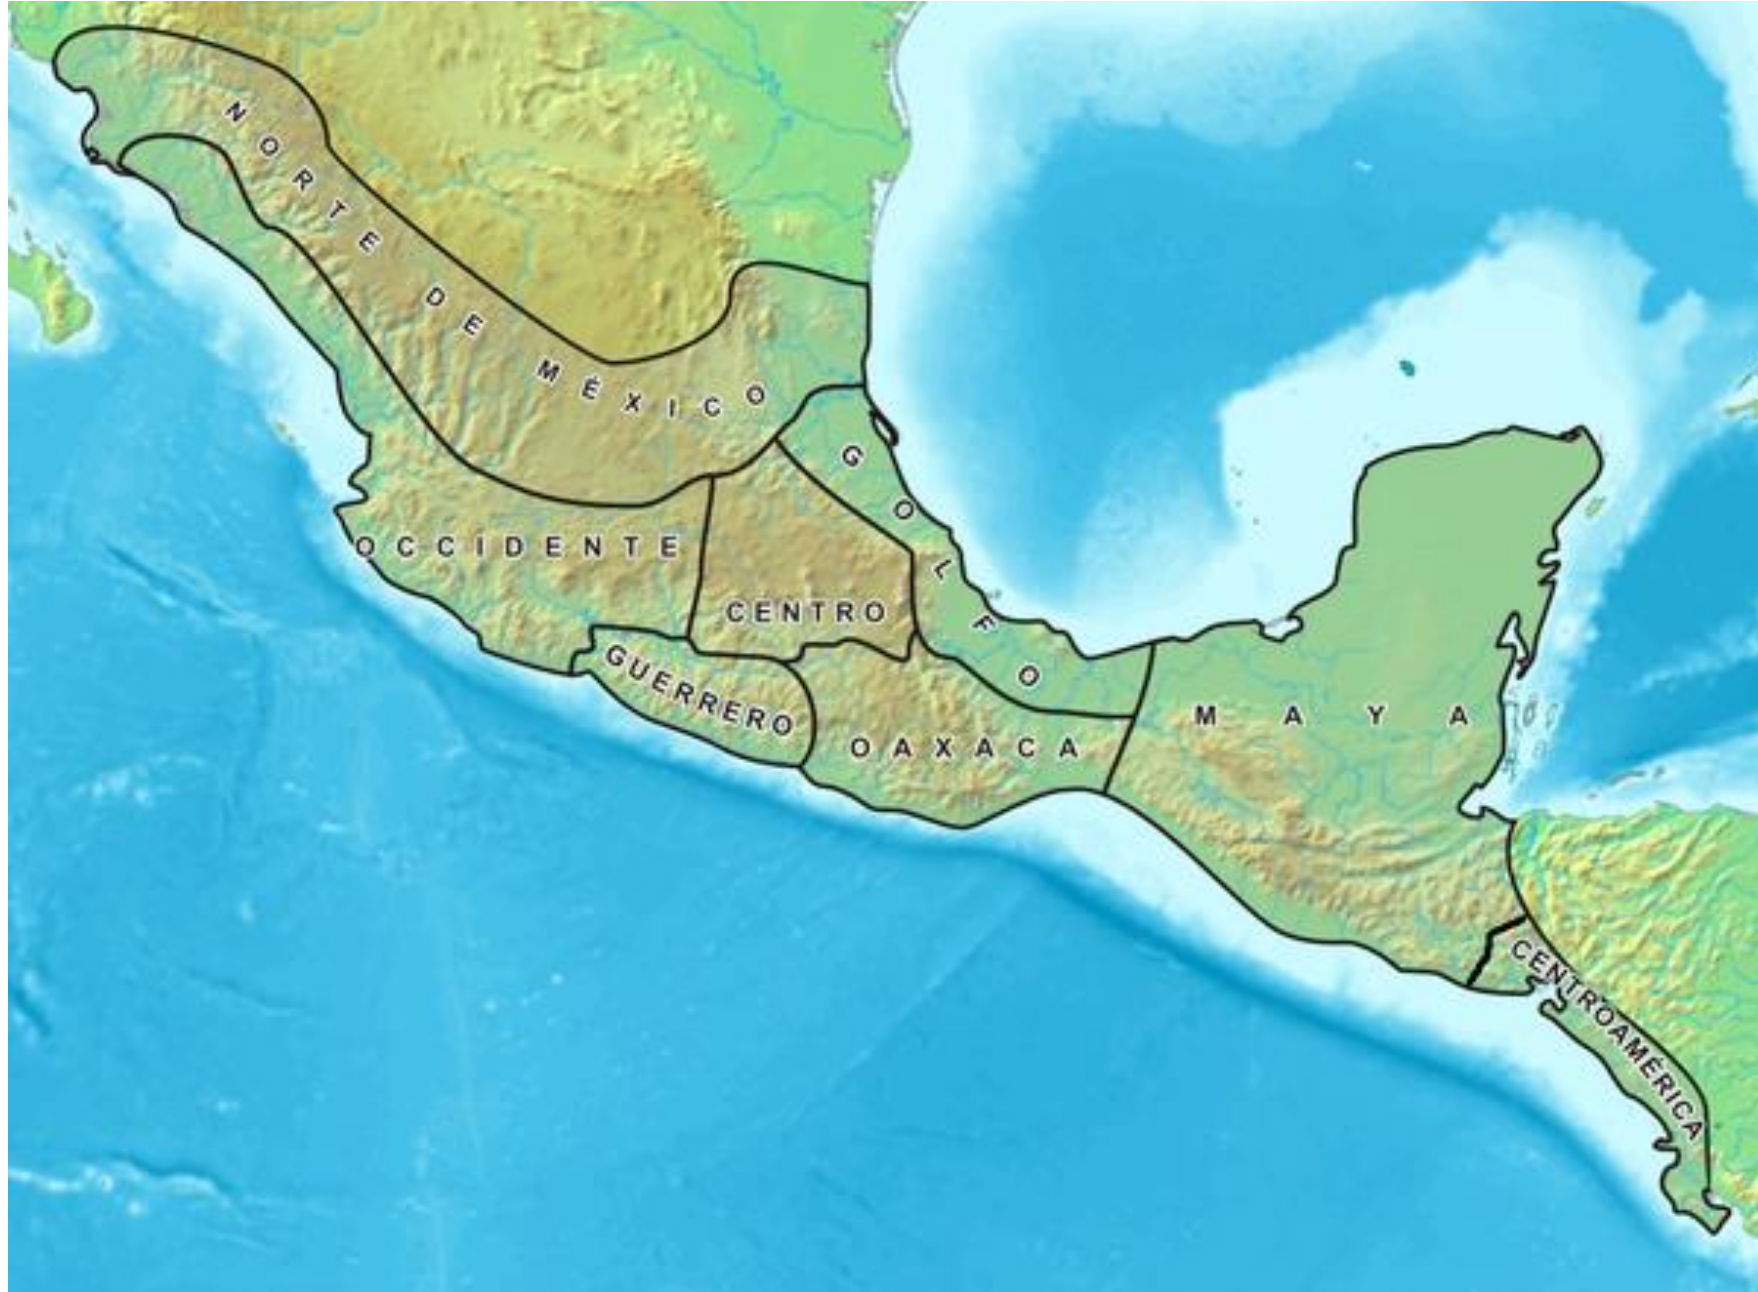 NORTE DE MÉXICO
GOLFO
OCCIDENTE
CENTRO
GUERRERO
OAXACA
MAYA
CENTROAMÉRICA